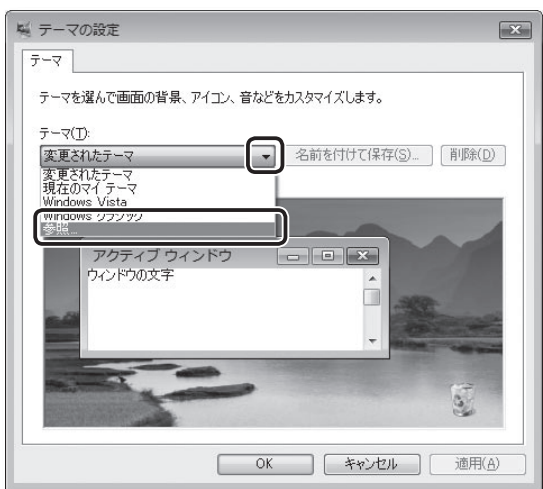 テーマの設定
テーマ
テーマを選んで画面の背景、アイコン、音などをカスタマイズします。
テーマ(T):
変更されたテーマ
名前を付けて保存(S)...
削除(D)
変更されたテーマ
現在のマイ テーマ
Windows Vista
Windows クラシック
参照...
アクティブ ウィンドウ
ウィンドウの文字
OK
キャンセル
適用(A)